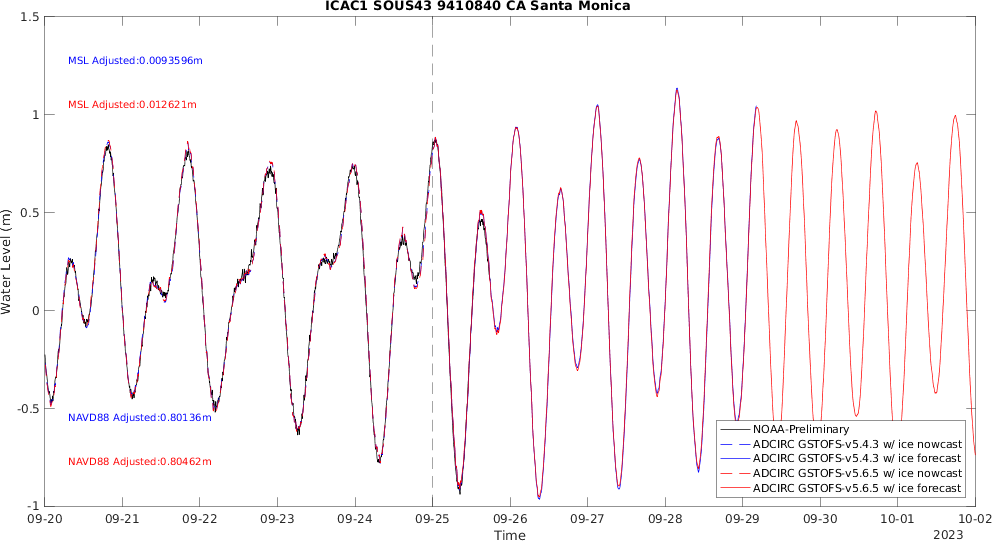 ICAC1 SOUS43 9410840 CA Santa Monica
1.5
MSL Adjusted:0.0093596m
MSL Adjusted:0.012621m
1
0.5
Water Level (m)
0
-0.5
NAVD88 Adjusted:0.80136m
NAVD88 Adjusted:0.80462m
NOAA-Preliminary
ADCIRC GSTOFS-v5.4.3 w/ ice nowcast
ADCIRC GSTOFS-v5.4.3 w/ ice forecast
ADCIRC GSTOFS-v5.6.5 w/ ice nowcast
ADCIRC GSTOFS-v5.6.5 w/ ice forecast
-1
09-20 09-21 09-22 09-23 09-24 09-25 09-26 09-27 09-28 09-29 09-30 10-01 10-02
Time
2023